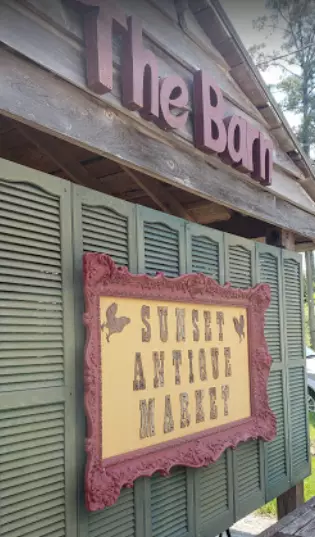 The Barn
SUNSET
ANTIQUE
MARKET